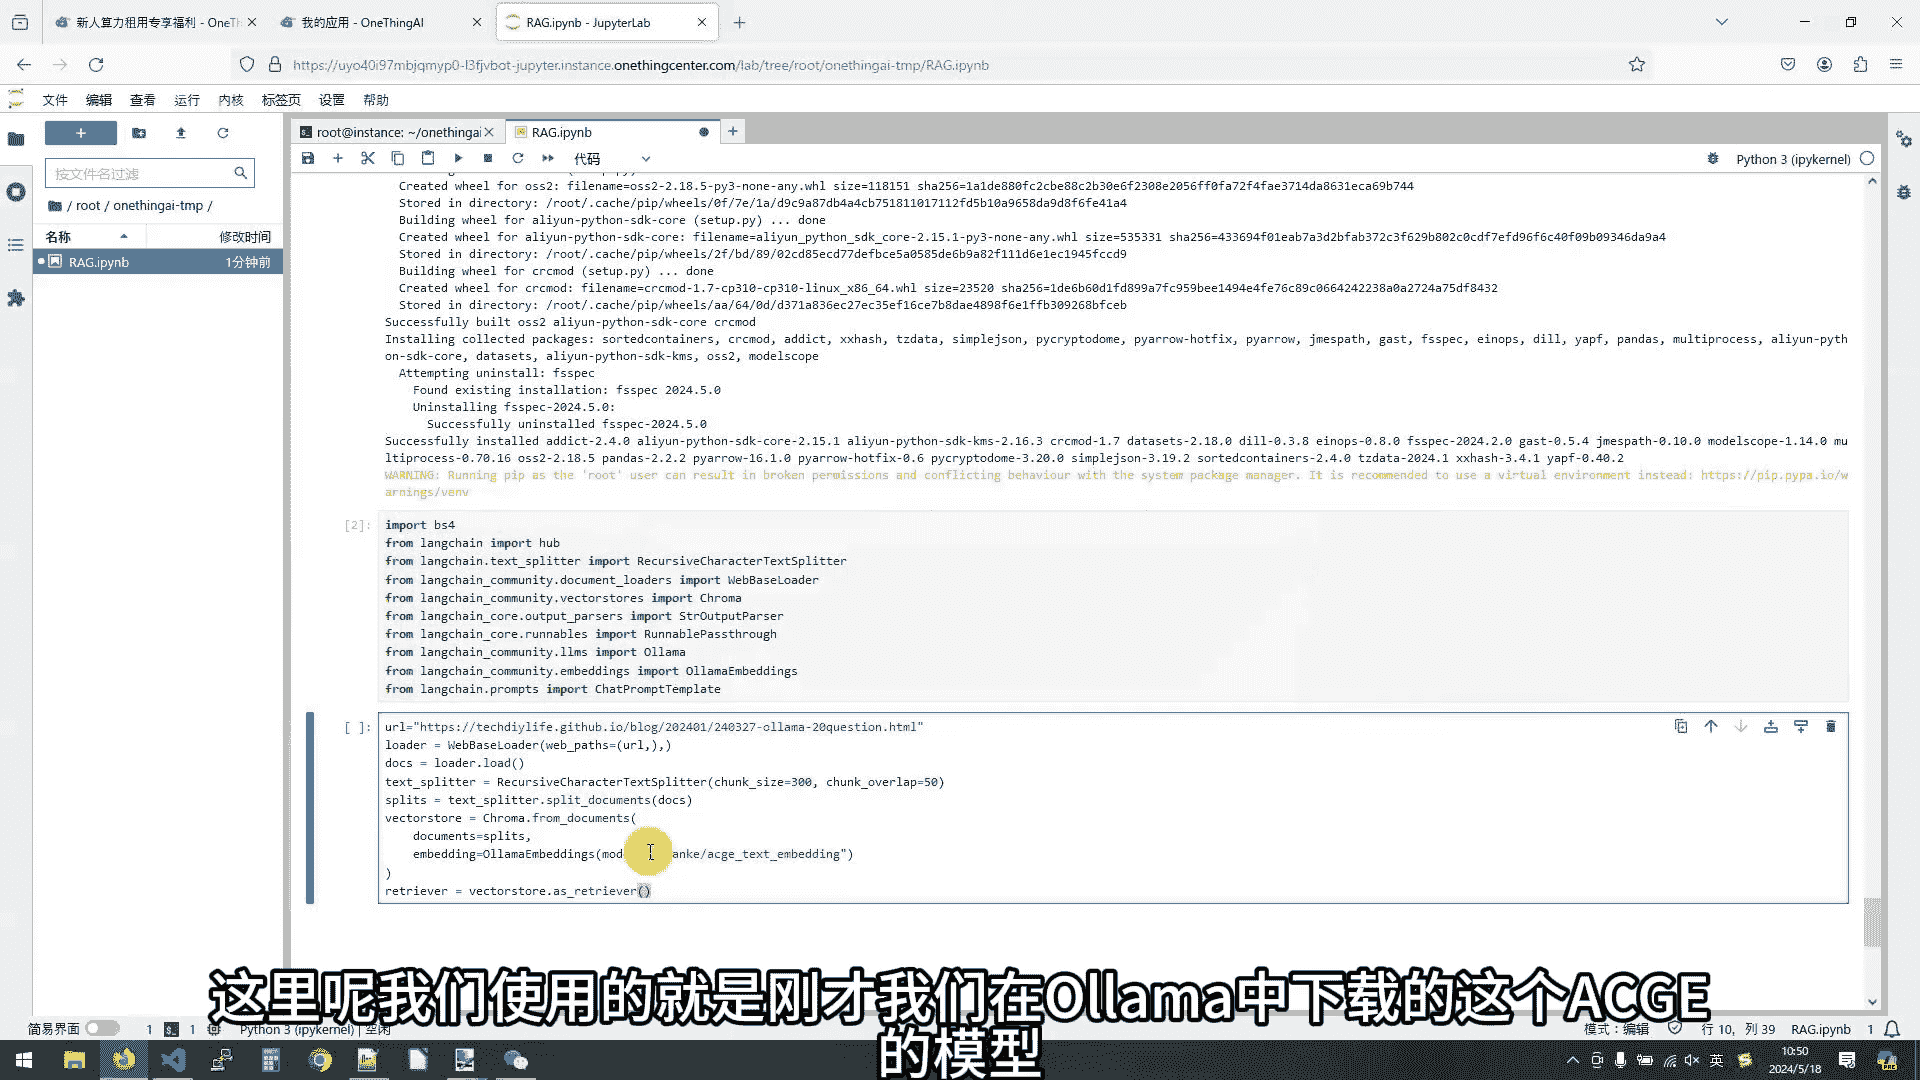 新人算力租用专享福利 - OneTh
我的应用 - OneThingAI
RAG.ipynb - JupyterLab
https://uyo40i97mbjqmyp0-l3fjvbot-jupyter.instance.onethingcenter.com/lab/tree/root/onethingai-tmp/RAG.ipynb
文件 编辑 查看 运行 内核 标签页 设置 帮助
root@instance: ~/onethingai
RAG.ipynb
代码
Python 3 (ipykernel)
按文件名过滤
/ root / onethingai-tmp /
名称 修改时间
RAG.ipynb 1分钟前
Created wheel for oss2: filename=oss2-2.18.5-py3-none-any.whl size=118151 sha256=1a1de880fc2cbe88c2b30e6f2308e2056ff0fa72f4fae3714da8631eca69b744
Stored in directory: /root/.cache/pip/wheels/0f/7e/1a/d9c9a87db4a4cb751811017112fd5b10a9658da9d8f6fe41a4
Building wheel for aliyun-python-sdk-core (setup.py) ... done
Created wheel for aliyun-python-sdk-core: filename=aliyun_python_sdk_core-2.15.1-py3-none-any.whl size=535331 sha256=433694f01eab7a3d2bfab372c3f629b802c0cdf7efd96f6c40f09b09346da9a4
Stored in directory: /root/.cache/pip/wheels/2f/bd/89/02cd85ecd77defbce5a0585de6b9a82f111d6e1ec1945fccd9
Building wheel for crcmod (setup.py) ... done
Created wheel for crcmod: filename=crcmod-1.7-cp310-cp310-linux_x86_64.whl size=23520 sha256=1de6b60d1fd899a7fc959bee1494e4fe76c89c0664242238a0a2724a75df8432
Stored in directory: /root/.cache/pip/wheels/aa/64/0d/d371a836ec27ec35ef16ce7b8dae4898f6e1ffb309268bfceb
Successfully built oss2 aliyun-python-sdk-core crcmod
Installing collected packages: sortedcontainers, crcmod, addict, xxhash, tzdata, simplejson, pycryptodome, pyarrow-hotfix, pyarrow, jmespath, gast, fsspec, einops, dill, yapf, pandas, multiprocess, aliyun-pyth
on-sdk-core, datasets, aliyun-python-sdk-kms, oss2, modelscope
Attempting uninstall: fsspec
Found existing installation: fsspec 2024.5.0
Uninstalling fsspec-2024.5.0:
Successfully uninstalled fsspec-2024.5.0
Successfully installed addict-2.4.0 aliyun-python-sdk-core-2.15.1 aliyun-python-sdk-kms-2.16.3 crcmod-1.7 datasets-2.18.0 dill-0.3.8 einops-0.8.0 fsspec-2024.2.0 gast-0.5.4 jmespath-0.10.0 modelscope-1.14.0 mu
ltiprocess-0.70.16 oss2-2.18.5 pandas-2.2.2 pyarrow-16.1.0 pyarrow-hotfix-0.6 pycryptodome-3.20.0 simplejson-3.19.2 sortedcontainers-2.4.0 tzdata-2024.1 xxhash-3.4.1 yapf-0.40.2
WARNING: Running pip as the 'root' user can result in broken permissions and conflicting behaviour with the system package manager. It is recommended to use a virtual environment instead: https://pip.pypa.io/w
arnings/venv
[2]: import bs4
from langchain import hub
from langchain.text_splitter import RecursiveCharacterTextSplitter
from langchain_community.document_loaders import WebBaseLoader
from langchain_community.vectorstores import Chroma
from langchain_core.output_parsers import StrOutputParser
from langchain_core.runnables import RunnablePassthrough
from langchain_community.llms import Ollama
from langchain_community.embeddings import OllamaEmbeddings
from langchain.prompts import ChatPromptTemplate
[ ]: url="https://techdiylife.github.io/blog/202401/240327-ollama-20question.html"
loader = WebBaseLoader(web_paths=(url,),)
docs = loader.load()
text_splitter = RecursiveCharacterTextSplitter(chunk_size=300, chunk_overlap=50)
splits = text_splitter.split_documents(docs)
vectorstore = Chroma.from_documents(
documents=splits,
embedding=OllamaEmbeddings(mod anke/acge_text_embedding")
)
retriever = vectorstore.as_retriever()
这里呢我们使用的就是刚才我们在Ollama中下载的这个ACGE
的模型
简易界面 1 1 Python 3 (ipykernel) | 空闲
模式：编辑 行 10, 列 39 RAG.ipynb 1
英
10:50
2024/5/18